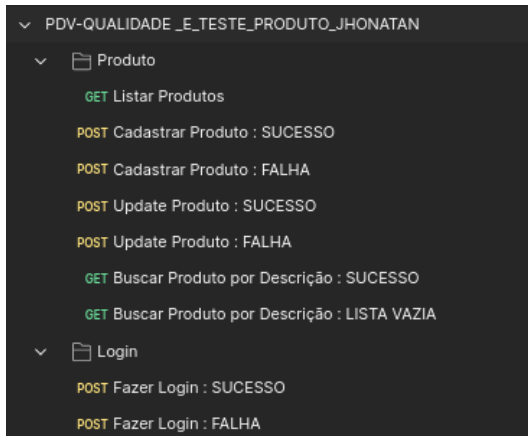 PDV-QUALIDADE _E_TESTE_PRODUTO_JHONATAN
Produto
GET Listar Produtos
POST Cadastrar Produto : SUCESSO
POST Cadastrar Produto : FALHA
POST Update Produto : SUCESSO
POST Update Produto : FALHA
GET Buscar Produto por Descrição : SUCESSO
GET Buscar Produto por Descrição : LISTA VAZIA
Login
POST Fazer Login : SUCESSO
POST Fazer Login : FALHA